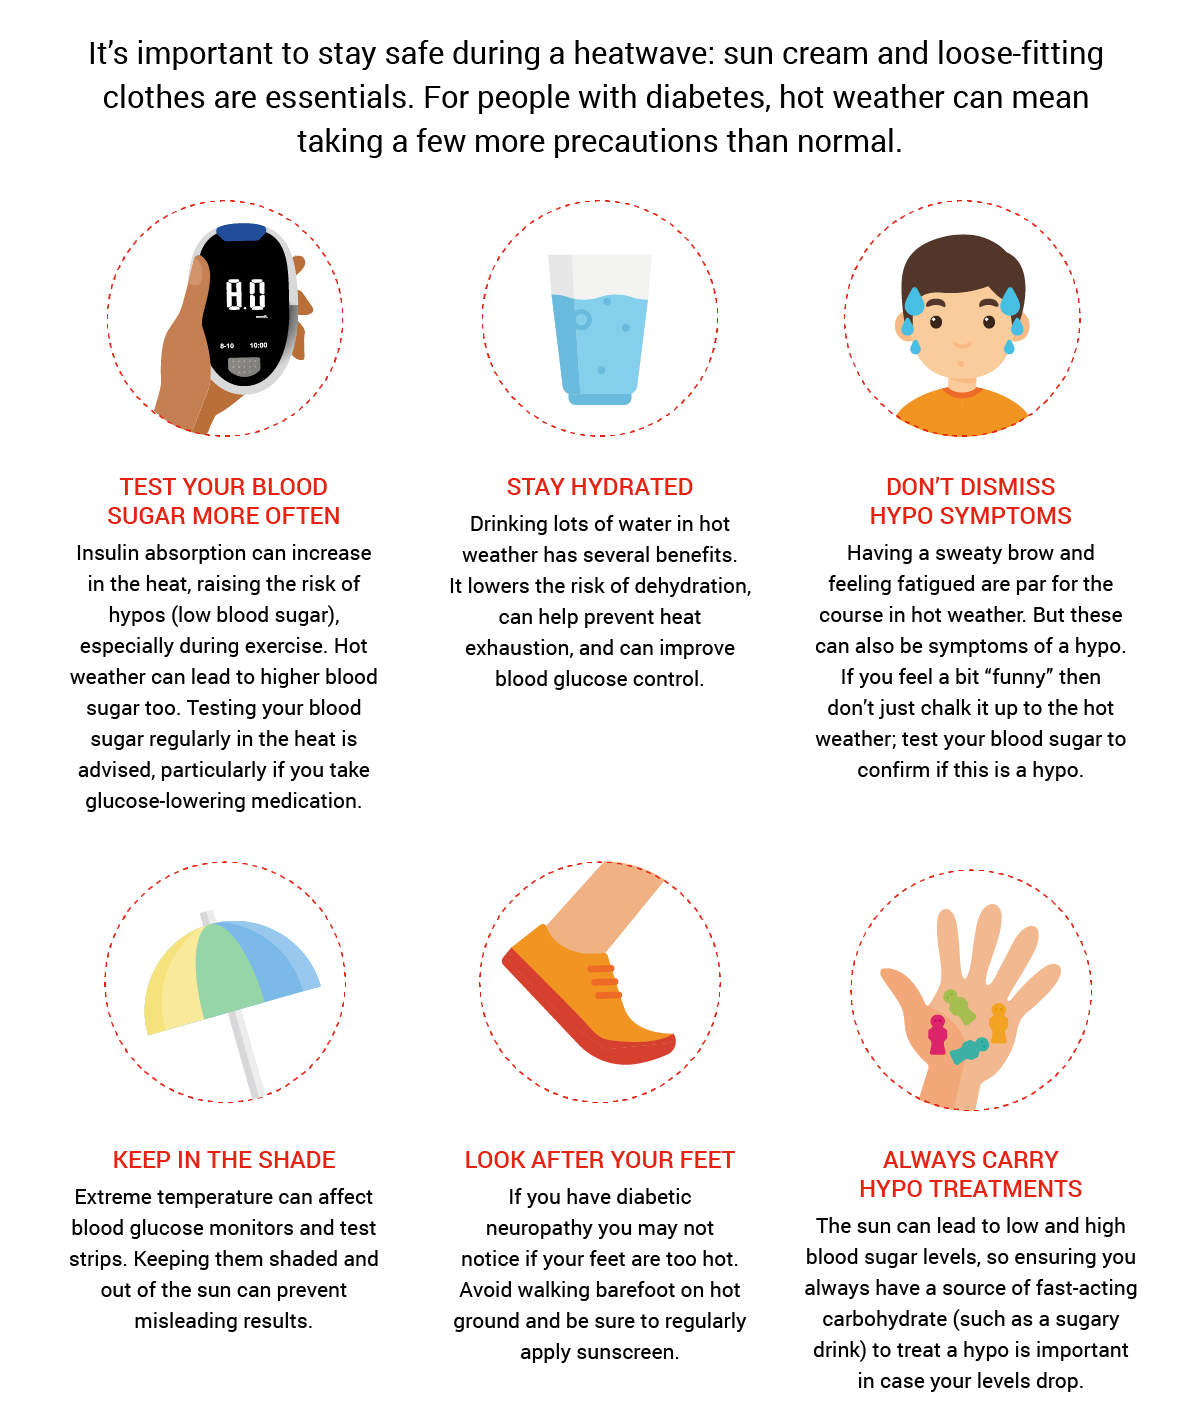 It’s important to stay safe during a heatwave: sun cream and loose-fitting
clothes are essentials. For people with diabetes, hot weather can mean
taking a few more precautions than normal.
8.0
8-10 10:00
TEST YOUR BLOOD
SUGAR MORE OFTEN
Insulin absorption can increase
in the heat, raising the risk of
hypos (low blood sugar),
especially during exercise. Hot
weather can lead to higher blood
sugar too. Testing your blood
sugar regularly in the heat is
advised, particularly if you take
glucose-lowering medication.
STAY HYDRATED
Drinking lots of water in hot
weather has several benefits.
It lowers the risk of dehydration,
can help prevent heat
exhaustion, and can improve
blood glucose control.
DON’T DISMISS
HYPO SYMPTOMS
Having a sweaty brow and
feeling fatigued are par for the
course in hot weather. But these
can also be symptoms of a hypo.
If you feel a bit “funny” then
don’t just chalk it up to the hot
weather; test your blood sugar to
confirm if this is a hypo.
KEEP IN THE SHADE
Extreme temperature can affect
blood glucose monitors and test
strips. Keeping them shaded and
out of the sun can prevent
misleading results.
LOOK AFTER YOUR FEET
If you have diabetic
neuropathy you may not
notice if your feet are too hot.
Avoid walking barefoot on hot
ground and be sure to regularly
apply sunscreen.
ALWAYS CARRY
HYPO TREATMENTS
The sun can lead to low and high
blood sugar levels, so ensuring you
always have a source of fast-acting
carbohydrate (such as a sugary
drink) to treat a hypo is important
in case your levels drop.